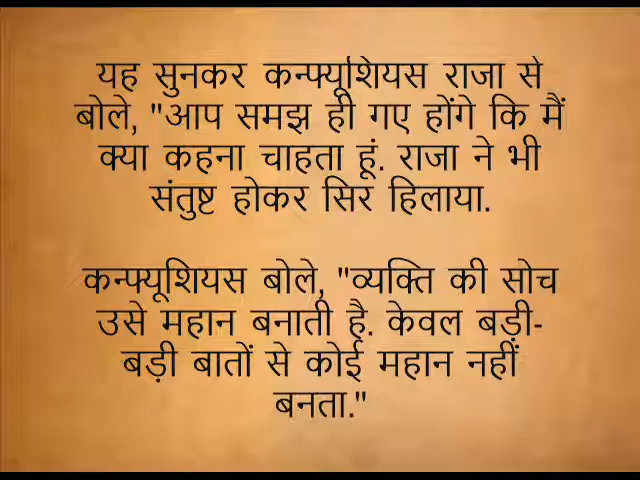 यह सुनकर कन्फ्यूशियस राजा से
बोले, "आप समझ ही गए होंगे कि मैं
क्या कहना चाहता हूं. राजा ने भी
संतुष्ट होकर सिर हिलाया.
कन्फ्यूशियस बोले, "व्यक्ति की सोच
उसे महान बनाती है. केवल बड़ी-
बड़ी बातों से कोई महान नहीं
बनता."